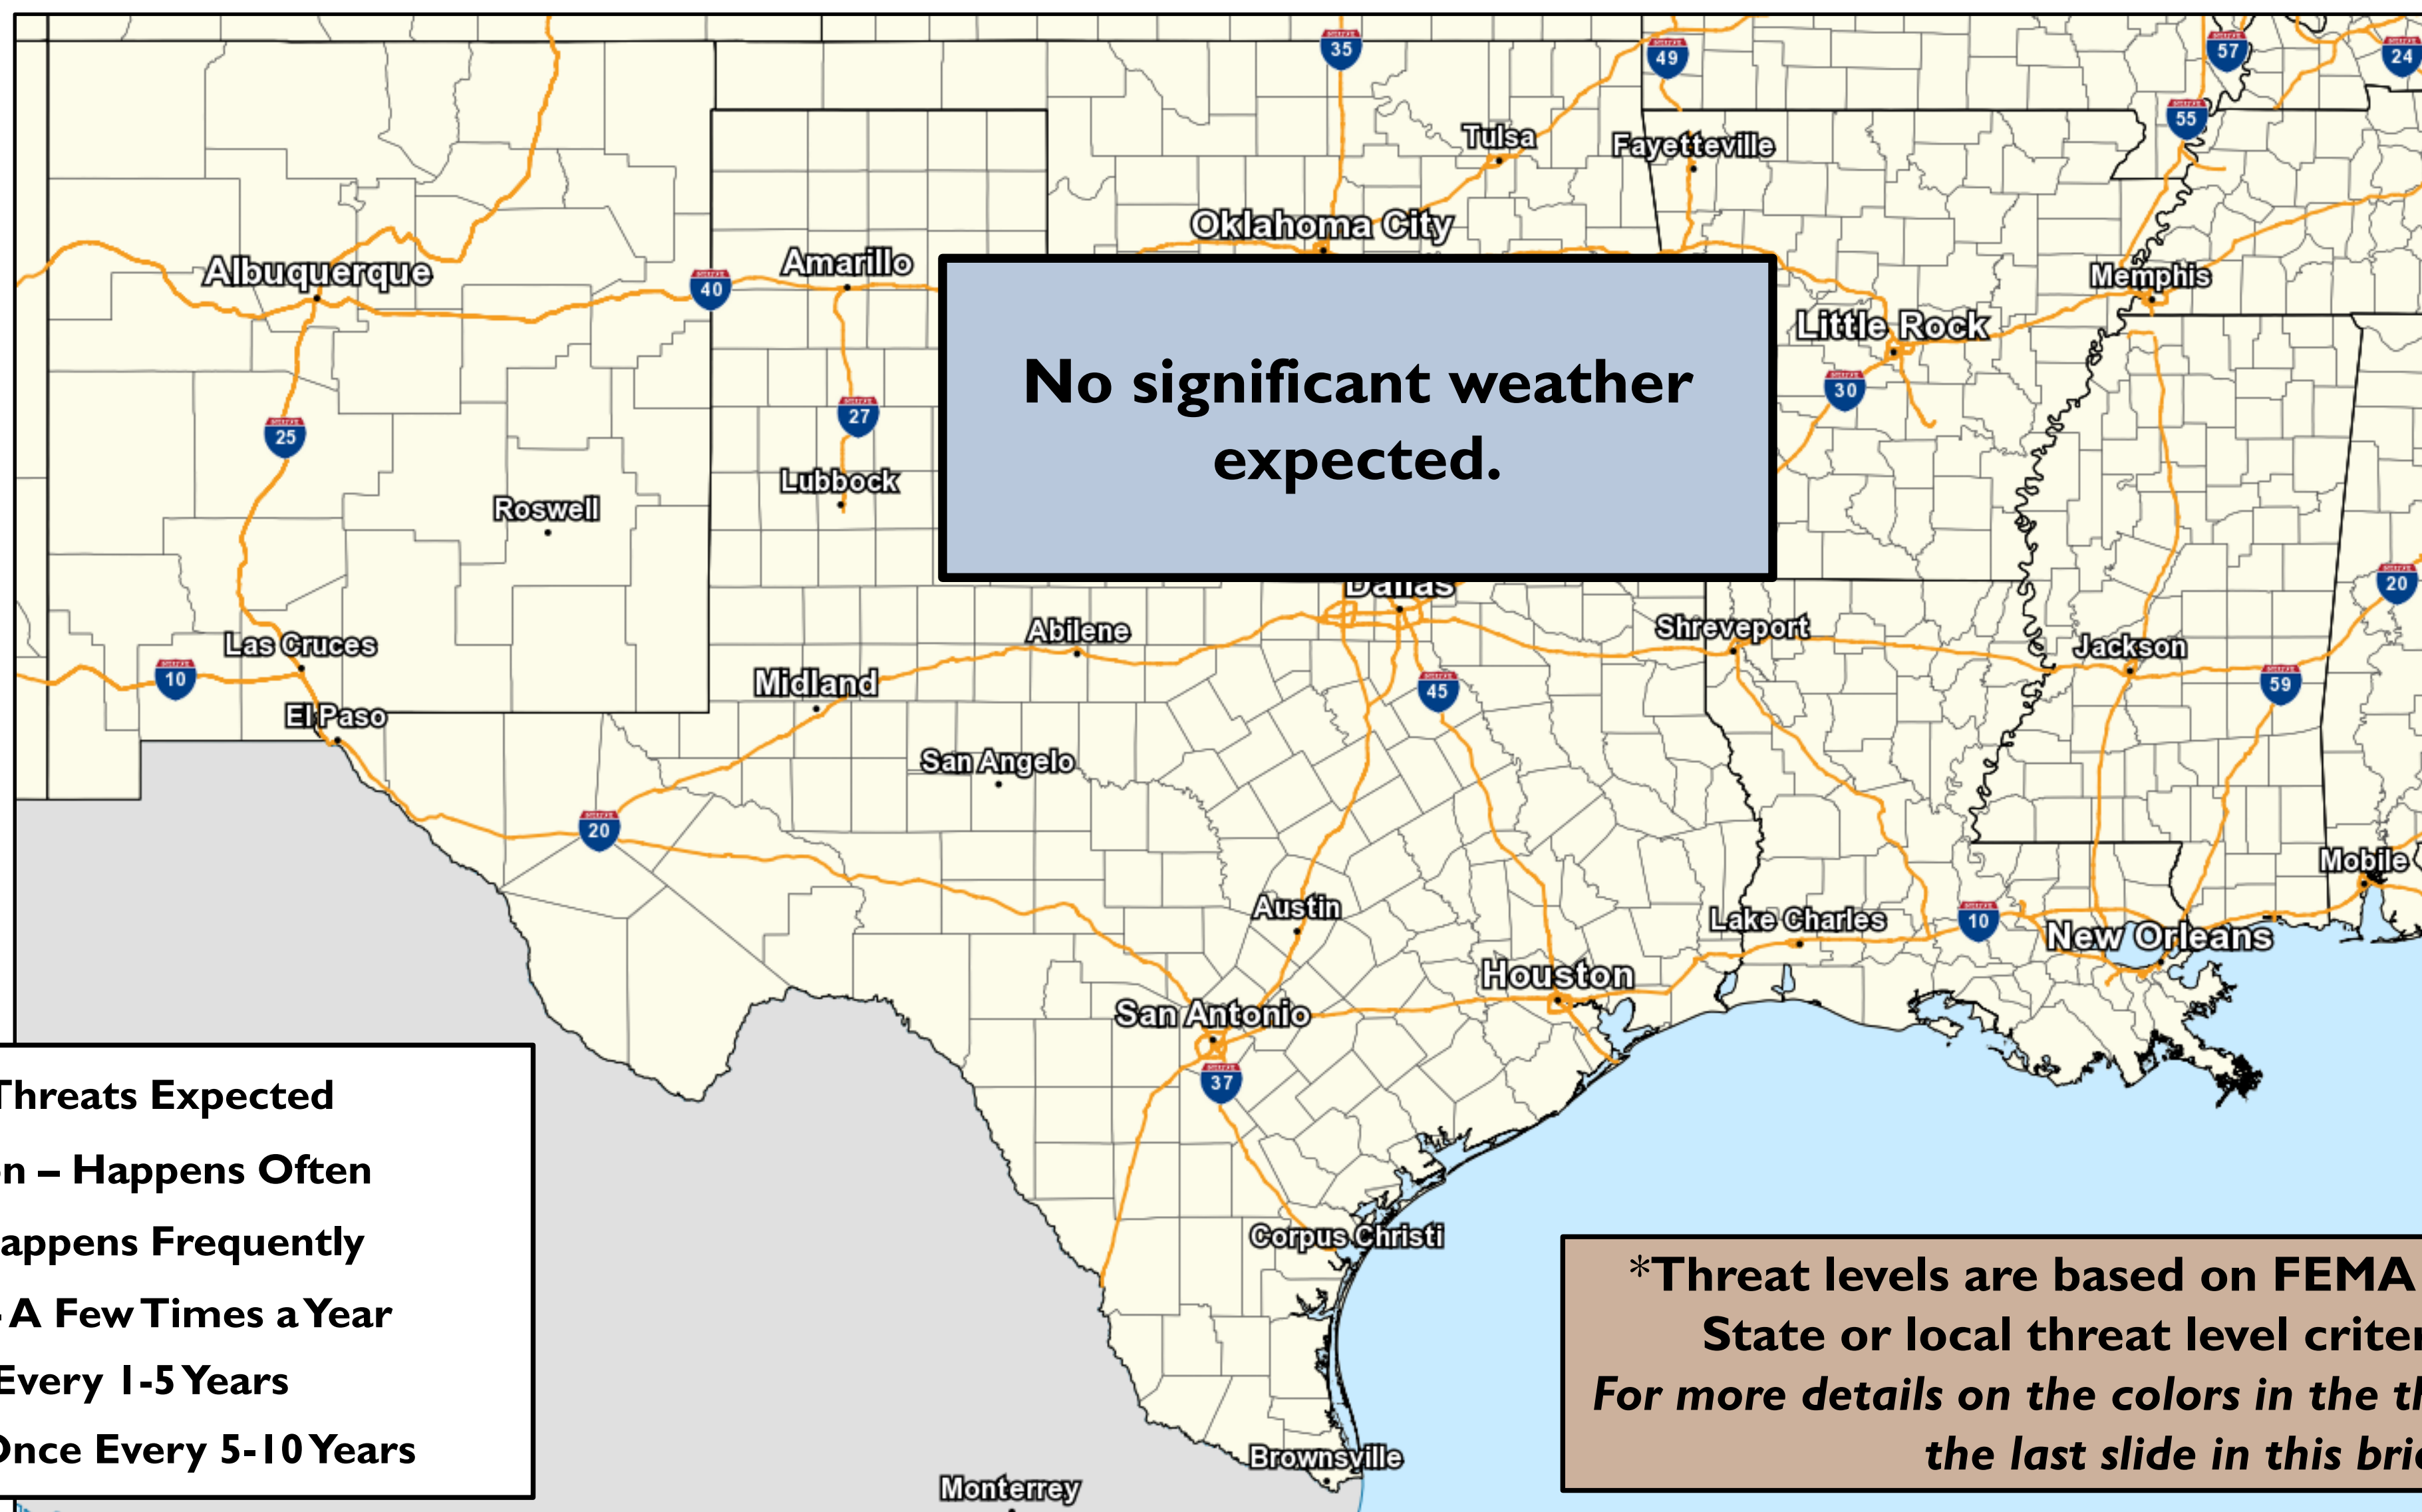 35
49
57
24
55
Tulsa
Fayetteville
Oklahoma City
Albuquerque
40
Amarillo
Memphis
Little Rock
30
25
27
Lubbock
Roswell
No significant weather
expected.
Dallas
20
Abilene
Shreveport
Las Cruces
Jackson
10
Midland
45
59
El Paso
San Angelo
20
Mobile
Austin
Lake Charles
10
New Orleans
Houston
San Antonio
37
Corpus Christi
Brownsville
Monterrey
Threats Expected
n – Happens Often
appens Frequently
- A Few Times a Year
Every 1-5 Years
Once Every 5-10 Years
*Threat levels are based on FEMA
State or local threat level criter
For more details on the colors in the th
the last slide in this brie